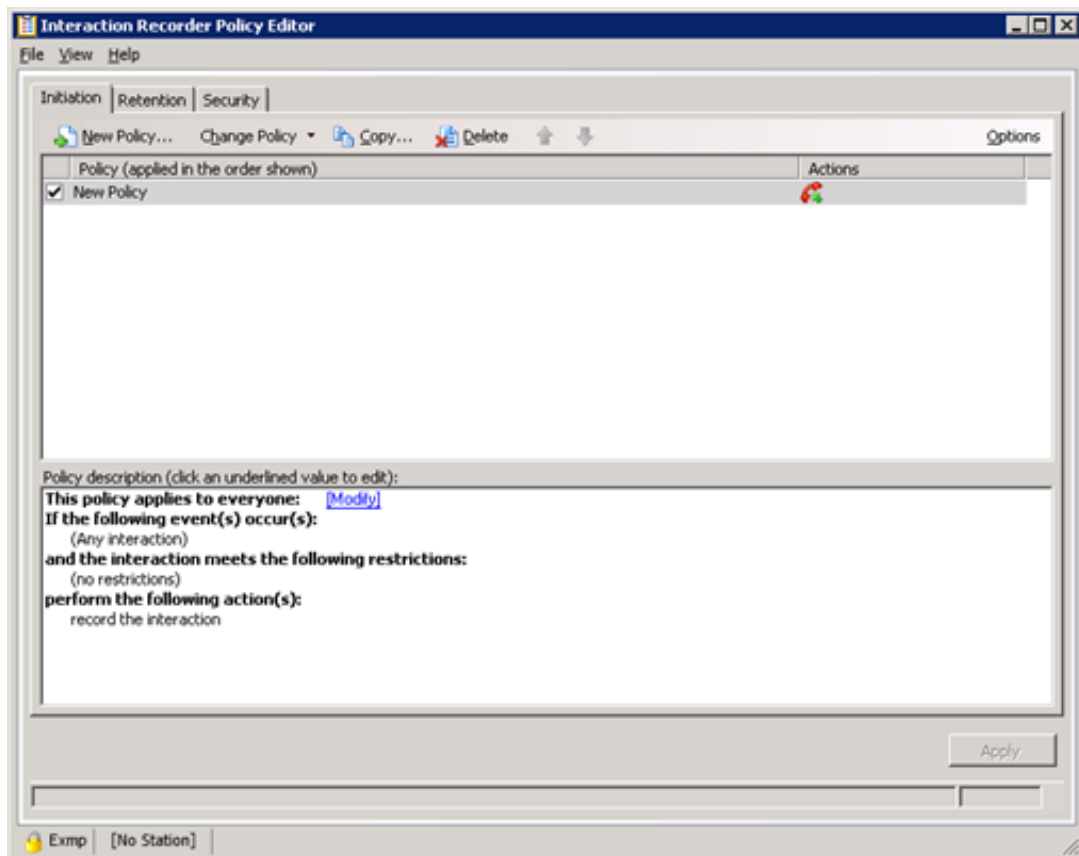 Interaction Recorder Policy Editor
File View Help
Initiation Retention Security
New Policy... Change Policy Copy... Delete Options
Policy (applied in the order shown) Actions
New Policy
Policy description (click an underlined value to edit):
This policy applies to everyone: [Modify]
If the following event(s) occur(s):
(Any interaction)
and the interaction meets the following restrictions:
(no restrictions)
perform the following action(s):
record the interaction
Apply
Exmp [No Station]